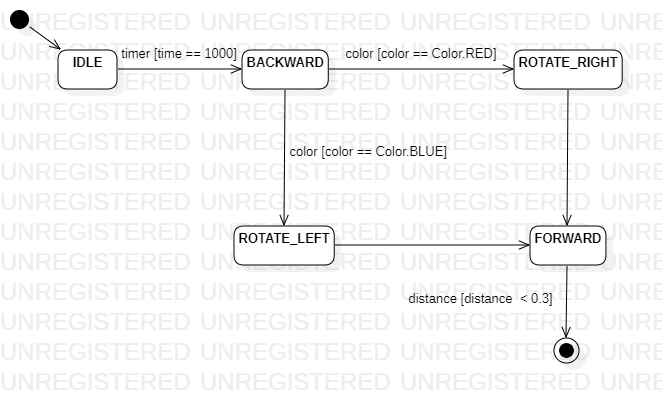 IDLE
timer [time == 1000]
BACKWARD
color [color == Color.RED]
ROTATE_RIGHT
color [color == Color.BLUE]
ROTATE_LEFT
FORWARD
distance [distance  < 0.3]
UNREGISTERED UNREGISTERED UNREGISTERED UNRE